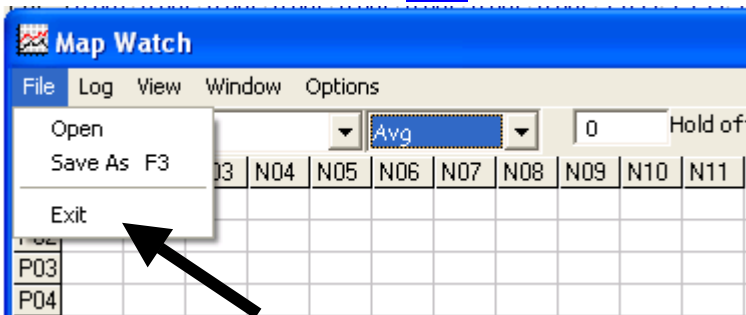 Map Watch
File Log View Window Options
Open
Save As F3
Exit
Avg
0
Hold of
N04 N05 N06 N07 N08 N09 N10 N11
P03
P04